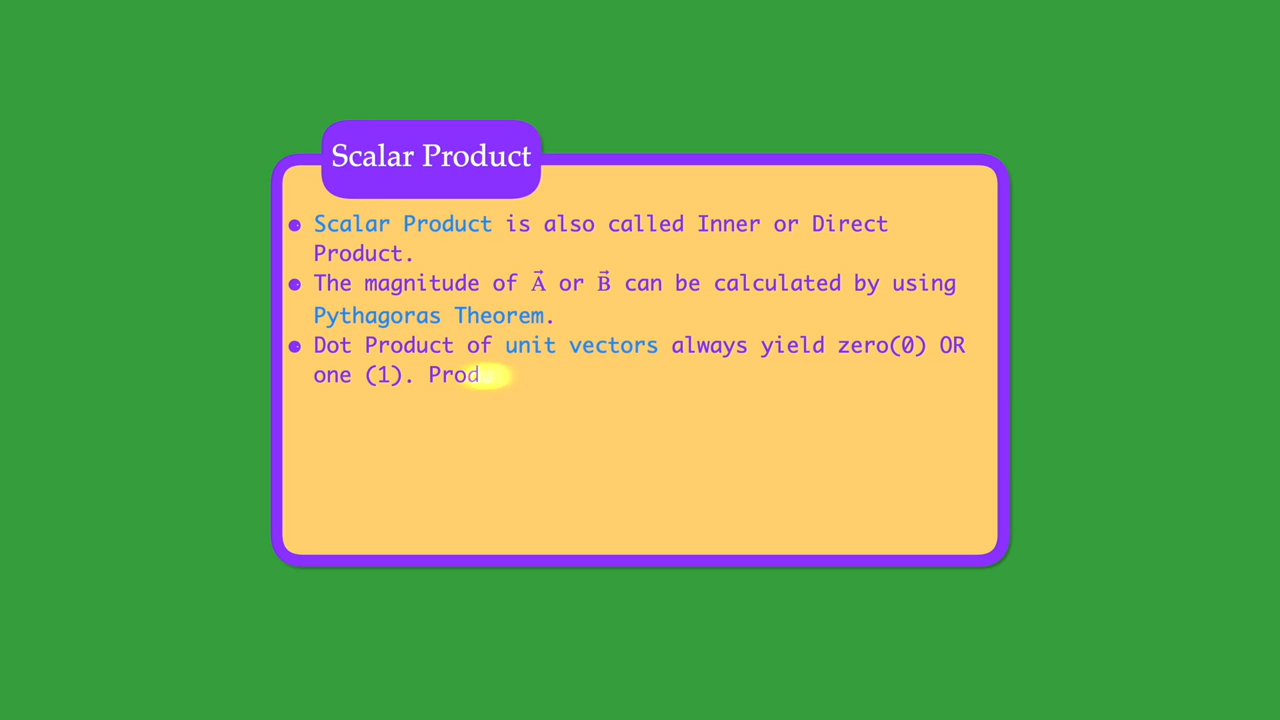 Scalar Product
Scalar Product is also called Inner or Direct
Product.
The magnitude of A⃗ or B⃗ can be calculated by using
Pythagoras Theorem.
Dot Product of unit vectors always yield zero(0) OR
one (1). Prod